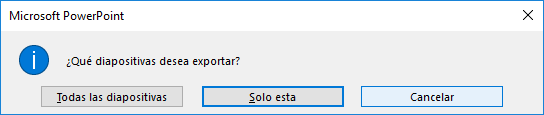 Microsoft PowerPoint
¿Qué diapositivas desea exportar?
Todas las diapositivas
Solo esta
Cancelar